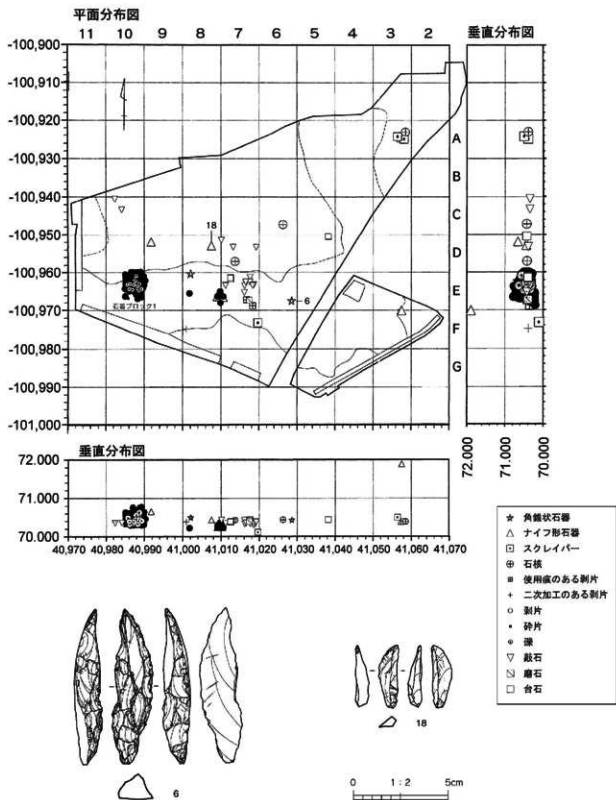 平面分布図
垂直分布図
11 10 9 8 7 6 5 4 3 2
-100,900
-100,910
-100,920
-100,930
-100,940
-100,950
-100,960
-100,970
-100,980
-100,990
-101,000
A
B
C
D
E
F
G
18
6
石器ブロック1
72.000
71.000
70.000
垂直分布図
72.000
71.000
70.000
40,970 40,980 40,990 41,000 41,010 41,020 41,030 41,040 41,050 41,060 41,070
角錐状石器
ナイフ形石器
スクレイパー
石核
使用痕のある剥片
二次加工のある剥片
剥片
砕片
礫
敲石
磨石
台石
6
18
0 1:2 5cm